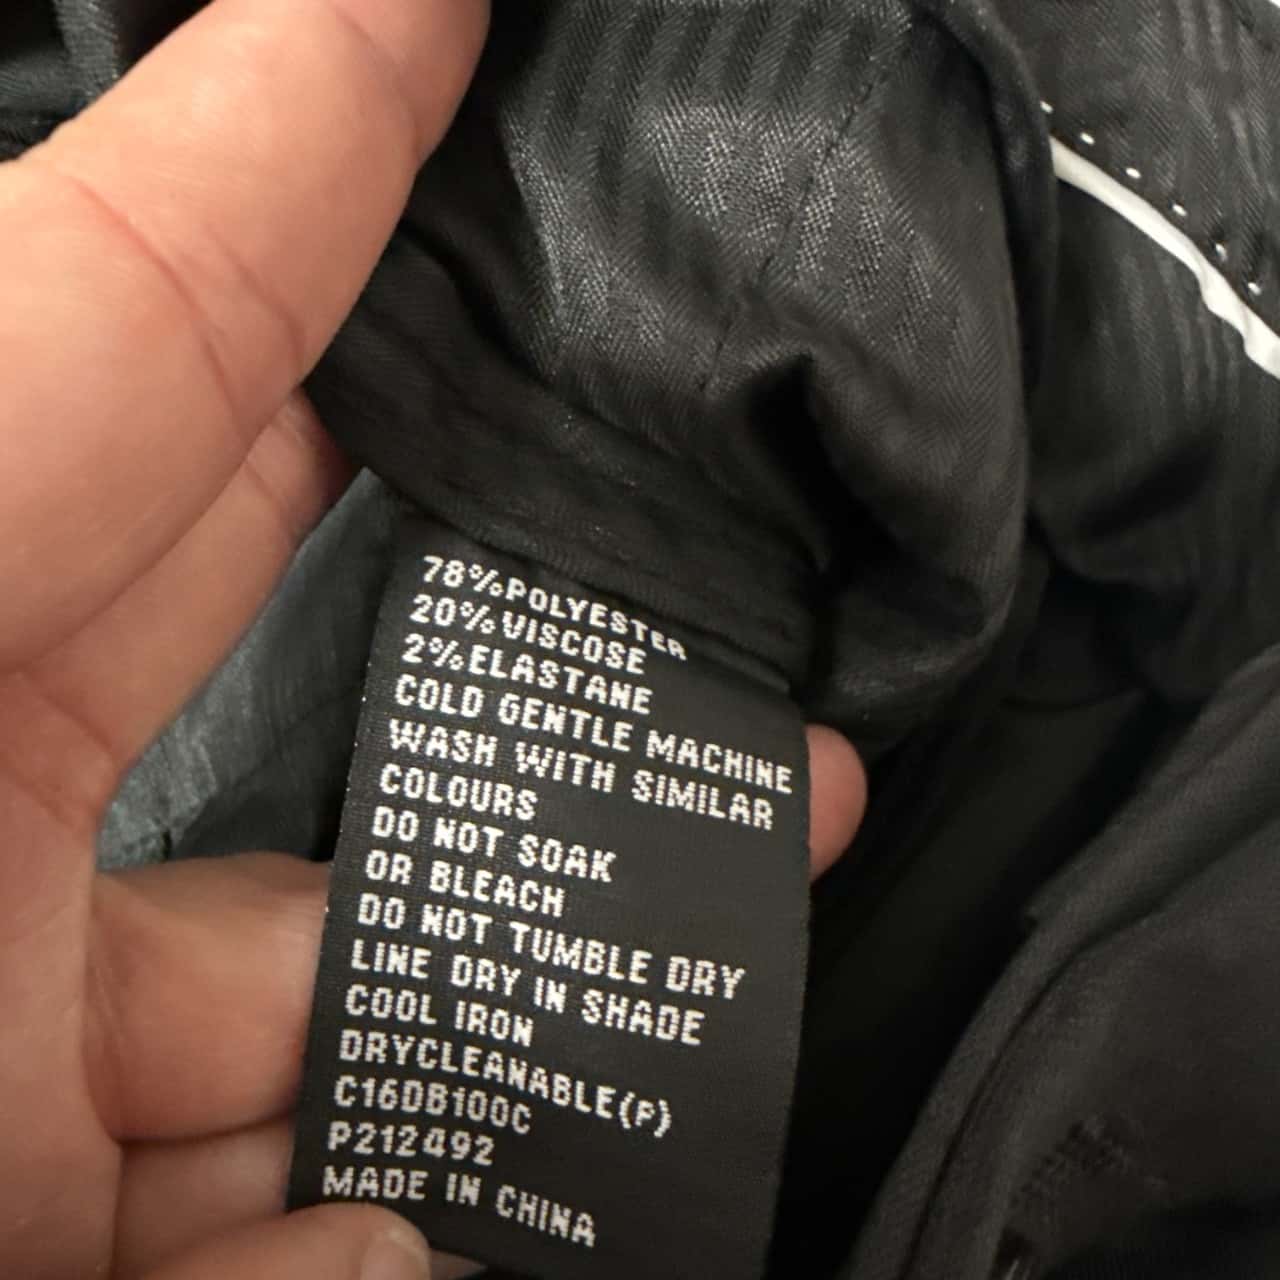 78%POLYESTER
20%VISCOSE
2%ELASTANE
COLD GENTLE MACHINE
WASH WITH SIMILAR
COLOURS
DO NOT SOAK
OR BLEACH
DO NOT TUMBLE DRY
LINE DRY IN SHADE
COOL IRON
DRYCLEANABLE(P)
C16DB100C
P212492
MADE IN CHINA